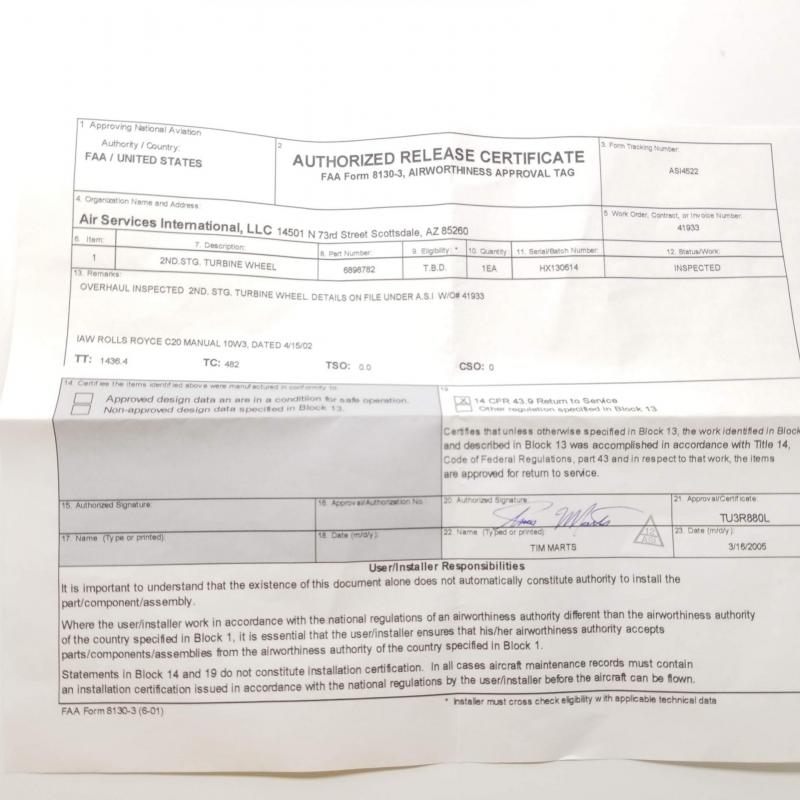 1 Approving National Aviation
Authority / Country:
FAA / UNITED STATES
2
AUTHORIZED RELEASE CERTIFICATE
FAA Form 8130-3, AIRWORTHINESS APPROVAL TAG
3. Form Tracking Number:
ASI4522
4. Organization Name and Address:
Air Services International, LLC 14501 N 73rd Street Scottsdale, AZ 85260
5 Work Order, Contract, or Invoice Number:
41933
6. Item: 7. Description: 8. Part Number: 9. Eligibility: * 10. Quantity 11. Serial/Batch Number: 12. Status/Work:
1 2ND.STG. TURBINE WHEEL 6898782 T.B.D. 1EA HX130614 INSPECTED
13. Remarks:
OVERHAUL INSPECTED 2ND. STG. TURBINE WHEEL. DETAILS ON FILE UNDER A.S.I W/O# 41933
IAW ROLLS ROYCE C20 MANUAL 10W3, DATED 4/15/02
TT: 1436.4 TC: 482 TSO: 0.0 CSO: 0
14. Certifies the items identified above were manufactured in conformity to:
Approved design data an are in a condition for safe operation.
Non-approved design data specified in Block 13.
19.
X 14 CFR 43.9 Return to Service
Other regulation specified in Block 13
Certifies that unless otherwise specified in Block 13, the work identified in Block
and described in Block 13 was accomplished in accordance with Title 14,
Code of Federal Regulations, part 43 and in respect to that work, the items
are approved for return to service.
15. Authorized Signature:
16. Approval/Authorization No.:
20. Authorized Signature:
21. Approval/Certificate:
TU3R880L
17. Name (Type or printed):
18. Date (m/d/y):
22. Name (Typed or printed):
TIM MARTS
12
ASI
23. Date (m/d/y):
3/16/2005
User/Installer Responsibilities
It is important to understand that the existence of this document alone does not automatically constitute authority to install the
part/component/assembly.
Where the user/installer work in accordance with the national regulations of an airworthiness authority different than the airworthiness authority
of the country specified in Block 1, it is essential that the user/installer ensures that his/her airworthiness authority accepts
parts/components/assemblies from the airworthiness authority of the country specified in Block 1.
Statements in Block 14 and 19 do not constitute installation certification. In all cases aircraft maintenance records must contain
an installation certification issued in accordance with the national regulations by the user/installer before the aircraft can be flown.
* Installer must cross check eligibility with applicable technical data
FAA Form 8130-3 (6-01)